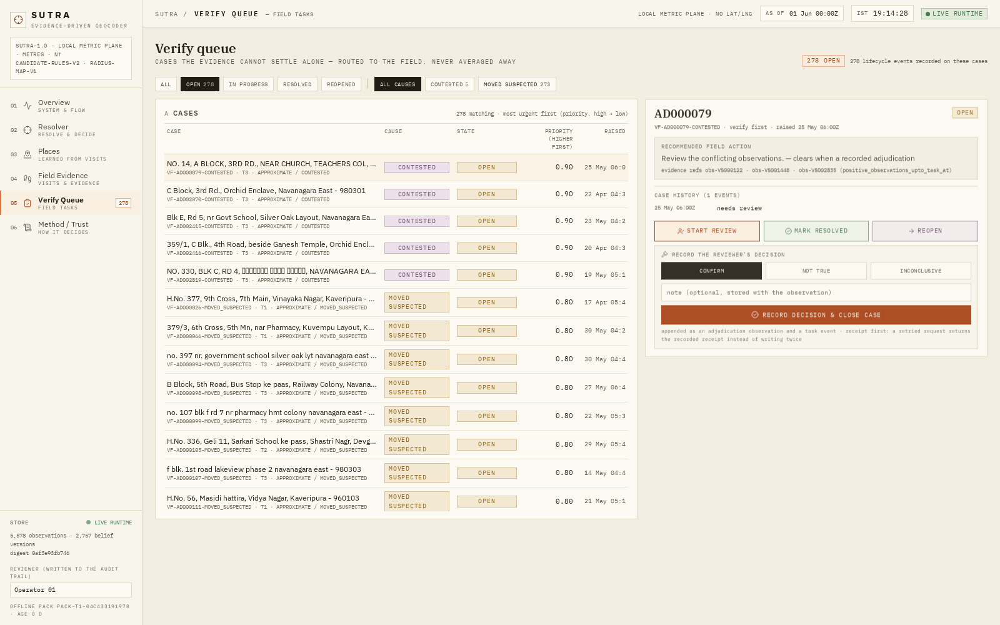 SUTRA
EVIDENCE-DRIVEN GEOCODER
SUTRA-1.0 · LOCAL METRIC PLANE
· METRES · N↑
CANDIDATE-RULES-V2 · RADIUS-
MAP-V1
01 Overview
SYSTEM & FLOW
02 Resolver
RESOLVE & DECIDE
03 Places
LEARNED FROM VISITS
04 Field Evidence
VISITS & EVIDENCE
05 Verify Queue 278
FIELD TASKS
06 Method / Trust
HOW IT DECIDES
STORE LIVE RUNTIME
5,578 observations · 2,757 belief
versions
digest 0af3e93fb746
REVIEWER (WRITTEN TO THE AUDIT
TRAIL)
Operator 01
OFFLINE PACK PACK-T1-04C433191978
· AGE 0 D
SUTRA / VERIFY QUEUE — FIELD TASKS
LOCAL METRIC PLANE · NO LAT/LNG AS OF 01 Jun 00:00Z IST 19:14:28 LIVE RUNTIME
Verify queue
CASES THE EVIDENCE CANNOT SETTLE ALONE — ROUTED TO THE FIELD, NEVER AVERAGED AWAY
278 OPEN 278 lifecycle events recorded on these cases
ALL OPEN 278 IN PROGRESS RESOLVED REOPENED ALL CAUSES CONTESTED 5 MOVED SUSPECTED 273
A CASES 278 matching · most urgent first (priority, high → low)
CASE CAUSE STATE PRIORITY (HIGHER FIRST) RAISED
NO. 14, A BLOCK, 3RD RD., NEAR CHURCH, TEACHERS COL, ... CONTESTED OPEN 0.90 25 May 06:0
VF-AD000079-CONTESTED · T3 · APPROXIMATE / CONTESTED
C Block, 3rd Rd., Orchid Enclave, Navanagara East - 980301 CONTESTED OPEN 0.90 22 Apr 04:3
VF-AD002070-CONTESTED · T3 · APPROXIMATE / CONTESTED
Blk E, Rd 5, nr Govt School, Silver Oak Layout, Navanagara Ea... CONTESTED OPEN 0.90 23 May 04:2
VF-AD002415-CONTESTED · T3 · APPROXIMATE / CONTESTED
359/1, C Blk., 4th Road, beside Ganesh Temple, Orchid Encl... CONTESTED OPEN 0.90 20 Apr 04:3
VF-AD002416-CONTESTED · T3 · APPROXIMATE / CONTESTED
NO. 330, BLK C, RD 4, , NAVANAGARA EA... CONTESTED OPEN 0.90 19 May 05:1
VF-AD002819-CONTESTED · T3 · APPROXIMATE / CONTESTED
H.No. 377, 9th Cross, 7th Main, Vinayaka Nagar, Kaveripura - ... MOVED SUSPECTED OPEN 0.80 17 Apr 05:4
VF-AD000026-MOVED_SUSPECTED · T1 · APPROXIMATE / MOVED_SUSPECTED
379/3, 6th Cross, 5th Mn, nar Pharmacy, Kuvempu Layout, K... MOVED SUSPECTED OPEN 0.80 30 May 04:2
VF-AD000066-MOVED_SUSPECTED · T1 · APPROXIMATE / MOVED_SUSPECTED
no. 397 nr. government school silver oak lyt navanagara east ... MOVED SUSPECTED OPEN 0.80 30 May 04:4
VF-AD000094-MOVED_SUSPECTED · T3 · APPROXIMATE / MOVED_SUSPECTED
B Block, 5th Road, Bus Stop ke paas, Railway Colony, Navana... MOVED SUSPECTED OPEN 0.80 27 May 06:4
VF-AD000098-MOVED_SUSPECTED · T3 · APPROXIMATE / MOVED_SUSPECTED
no. 107 blk f rd 7 nr pharmacy hmt colony navanagara east - ... MOVED SUSPECTED OPEN 0.80 22 May 05:3
VF-AD000099-MOVED_SUSPECTED · T3 · APPROXIMATE / MOVED_SUSPECTED
H.No. 336, Geli 11, Sarkari School ke pass, Shastri Nagr, Devg... MOVED SUSPECTED OPEN 0.80 29 May 05:4
VF-AD000105-MOVED_SUSPECTED · T2 · APPROXIMATE / MOVED_SUSPECTED
f blk. 1st road lakeview phase 2 navanagara east - 980303 MOVED SUSPECTED OPEN 0.80 14 May 04:4
VF-AD000107-MOVED_SUSPECTED · T3 · APPROXIMATE / MOVED_SUSPECTED
H.No. 56, Masidi hattira, Vidya Nagar, Kaveripura - 960103 MOVED SUSPECTED OPEN 0.80 21 May 05:1
VF-AD000111-MOVED_SUSPECTED · T1 · APPROXIMATE / MOVED_SUSPECTED
AD000079 OPEN
VF-AD000079-CONTESTED · verify first · raised 25 May 06:00Z
RECOMMENDED FIELD ACTION
Review the conflicting observations. — clears when a recorded adjudication
evidence refs obs-VS000122 · obs-VS001448 · obs-VS002835 (positive_observations_upto_task_at)
CASE HISTORY (1 EVENTS)
25 May 06:00Z needs review
START REVIEW MARK RESOLVED REOPEN
RECORD THE REVIEWER'S DECISION
CONFIRM NOT TRUE INCONCLUSIVE
note (optional, stored with the observation)
RECORD DECISION & CLOSE CASE
appended as an adjudication observation and a task event · receipt first: a retried request returns
the recorded receipt instead of writing twice